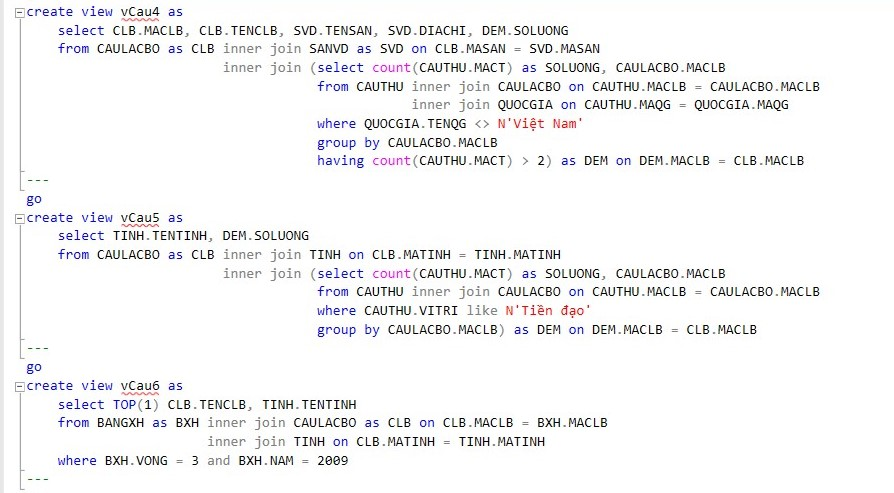 create view vCau4 as
select CLB.MACLB, CLB.TENCLB, SVD.TENSAN, SVD.DIACHI, DEM.SOLUONG
from CAULACBO as CLB inner join SANVD as SVD on CLB.MASAN = SVD.MASAN
inner join (select count(CAUTHU.MACT) as SOLUONG, CAULACBO.MACLB
from CAUTHU inner join CAULACBO on CAUTHU.MACLB = CAULACBO.MACLB
inner join QUOCGIA on CAUTHU.MAQG = QUOCGIA.MAQG
where QUOCGIA.TENQG <> N'Việt Nam'
group by CAULACBO.MACLB
having count(CAUTHU.MACT) > 2) as DEM on DEM.MACLB = CLB.MACLB
---
go
create view vCau5 as
select TINH.TENTINH, DEM.SOLUONG
from CAULACBO as CLB inner join TINH on CLB.MATINH = TINH.MATINH
inner join (select count(CAUTHU.MACT) as SOLUONG, CAULACBO.MACLB
from CAUTHU inner join CAULACBO on CAUTHU.MACLB = CAULACBO.MACLB
where CAUTHU.VITRI like N'Tiền đạo'
group by CAULACBO.MACLB) as DEM on DEM.MACLB = CLB.MACLB
---
go
create view vCau6 as
select TOP(1) CLB.TENCLB, TINH.TENTINH
from BANGXH as BXH inner join CAULACBO as CLB on CLB.MACLB = BXH.MACLB
inner join TINH on CLB.MATINH = TINH.MATINH
where BXH.VONG = 3 and BXH.NAM = 2009
---